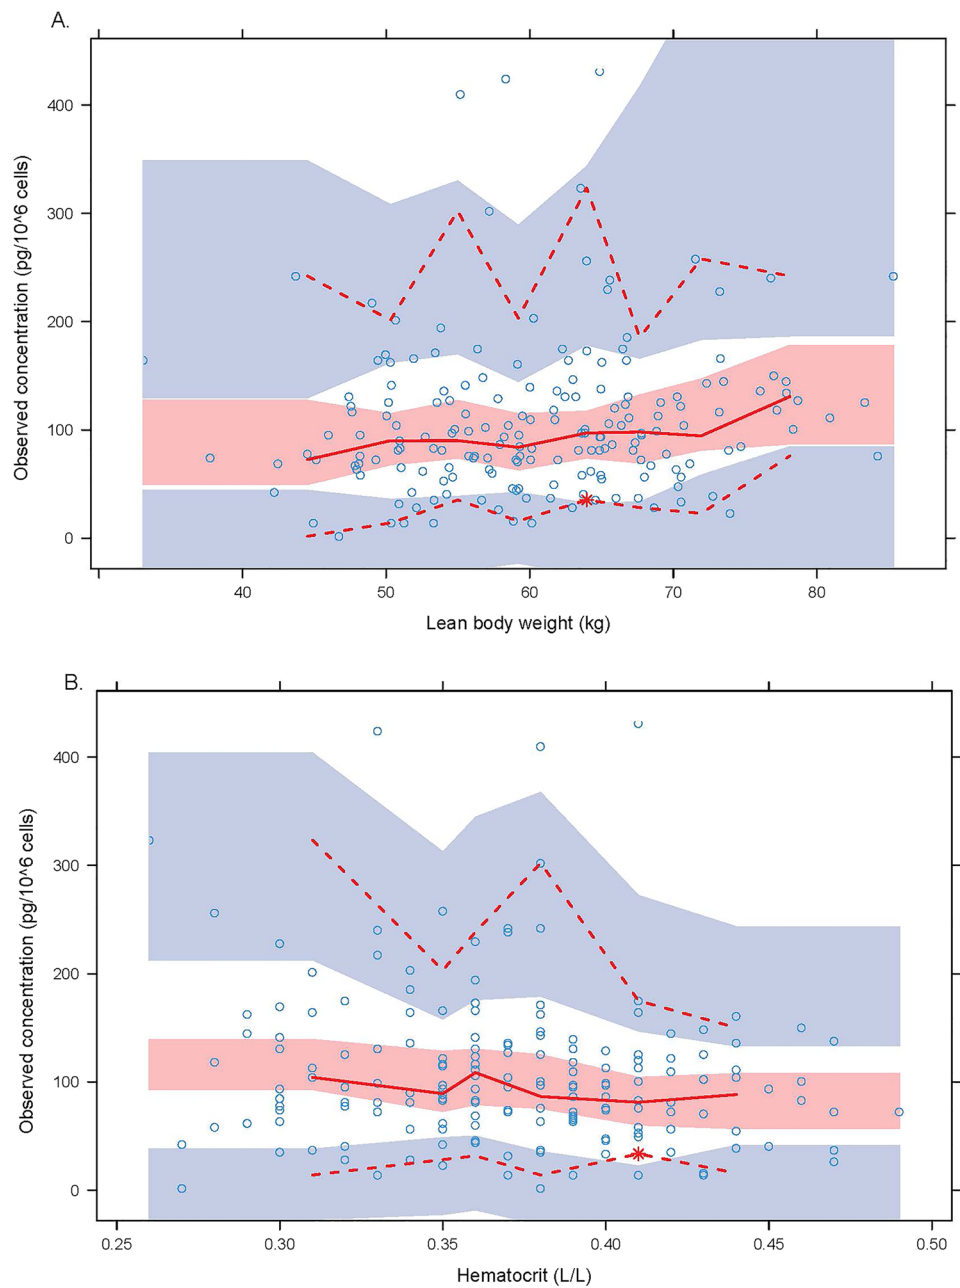 A.
Observed concentration (pg/10^6 cells)
400
300
200
100
0
40 50 60 70 80
Lean body weight (kg)
B.
Observed concentration (pg/10^6 cells)
400
300
200
100
0
0.25 0.30 0.35 0.40 0.45 0.50
Hematocrit (L/L)